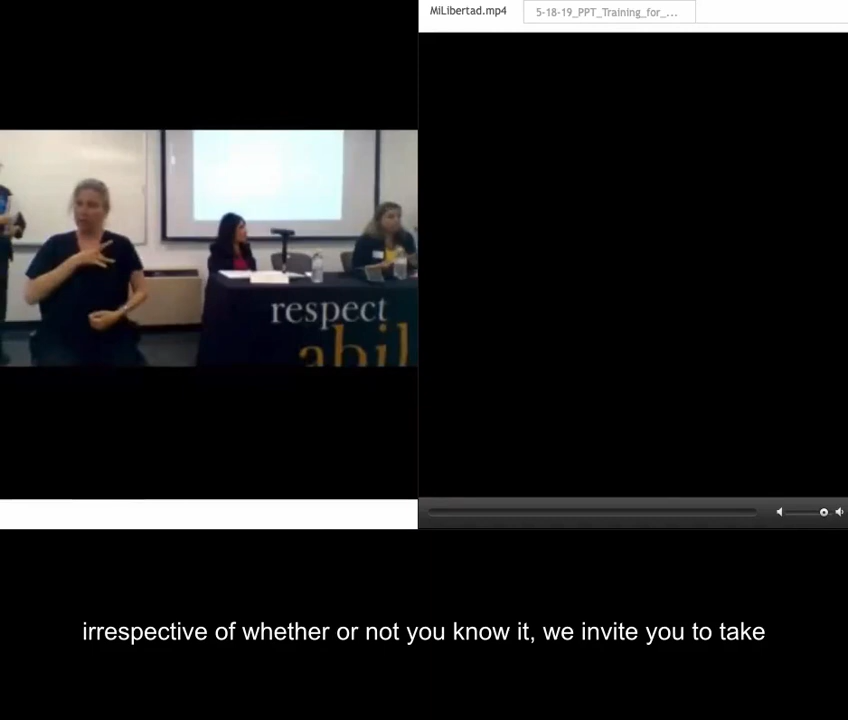 MiLibertad.mp4
5-18-19_PPT_Training_for_...
respect
abil
irrespective of whether or not you know it, we invite you to take